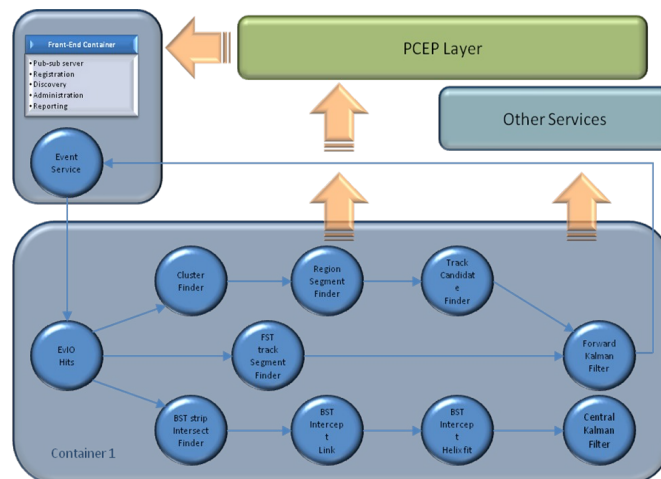 Front-End Container
•Pub-sub server
•Registration
•Discovery
•Administration
•Reporting
PCEP Layer
Other Services
Event
Service
Cluster
Finder
Region
Segment
Finder
Track
Candidat
e
Finder
EvIO
Hits
FST
track
Segment
Finder
Forward
Kalman
Filter
BST strip
Intersect
Finder
BST
Intercep
t
Link
BST
Intercep
t
Helix fit
Central
Kalman
Filter
Container 1